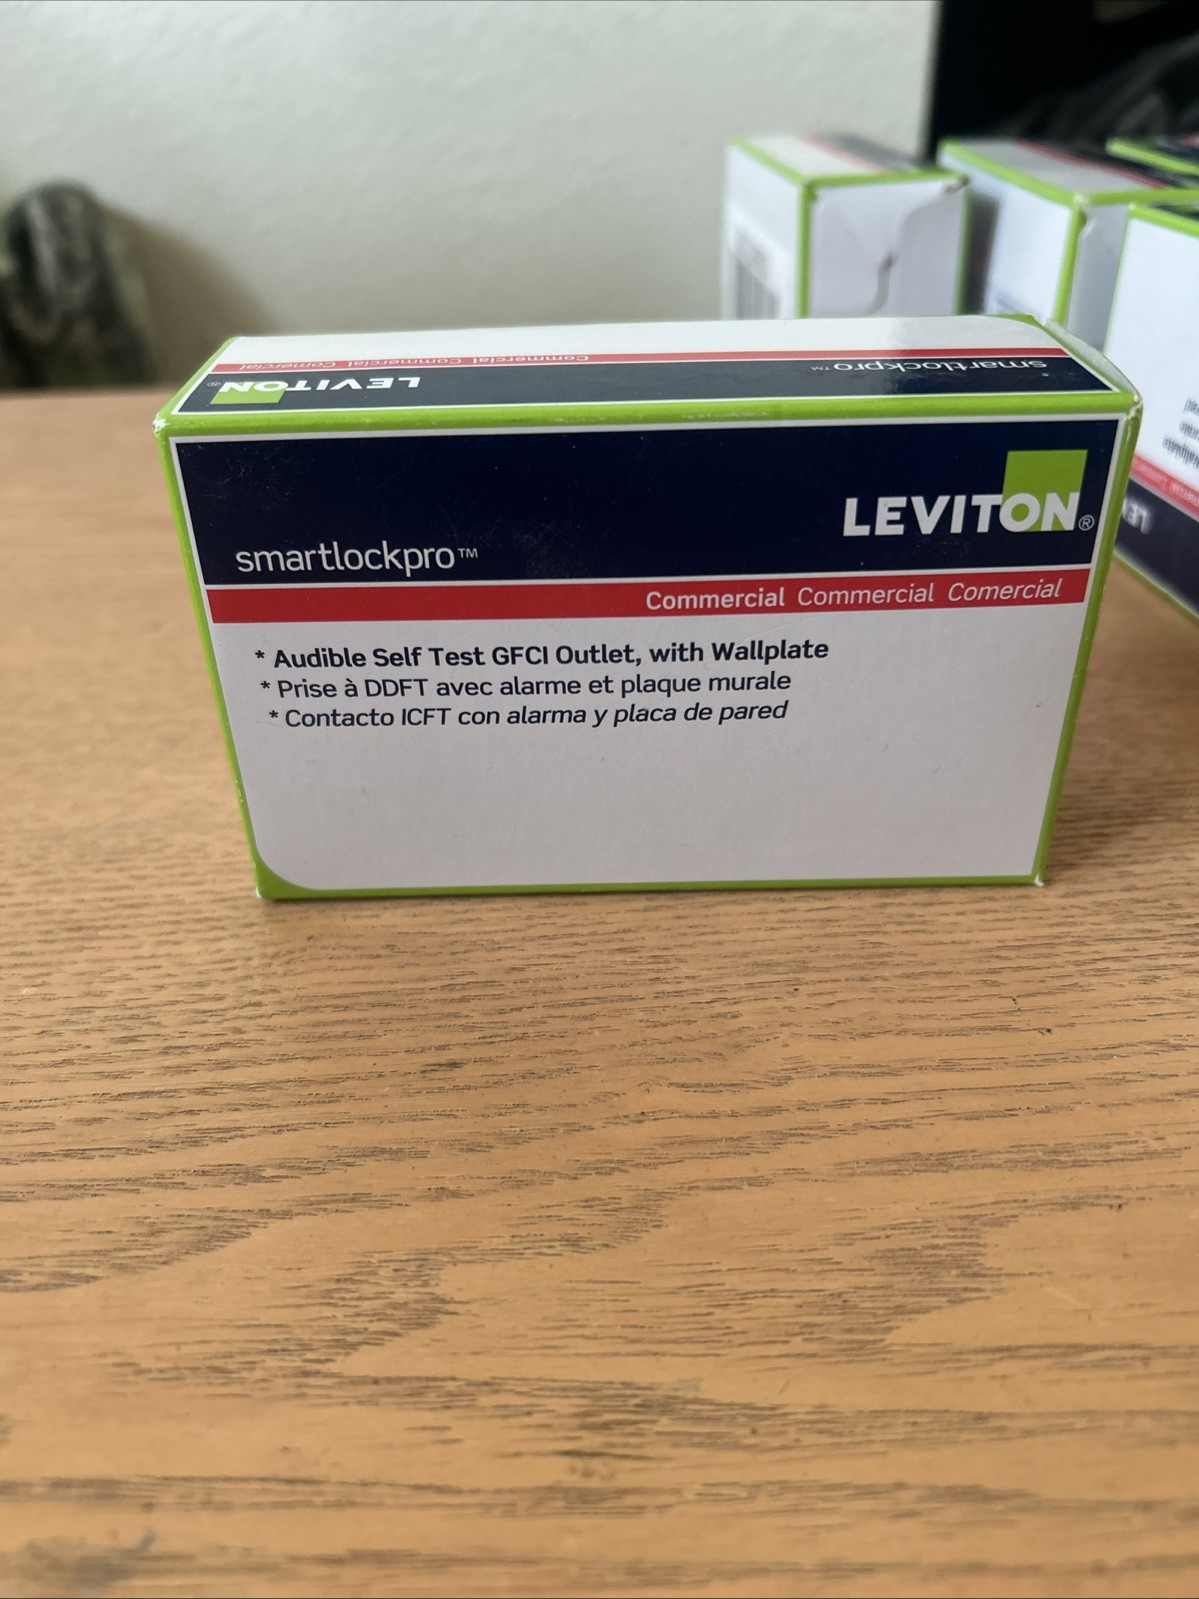 Commercial Commercial Comercial
LEVITON®
smartlockpro™
LEVITON®
smartlockpro™
Commercial Commercial Comercial
* Audible Self Test GFCI Outlet, with Wallplate
* Prise à DDFT avec alarme et plaque murale
* Contacto ICFT con alarma y placa de pared